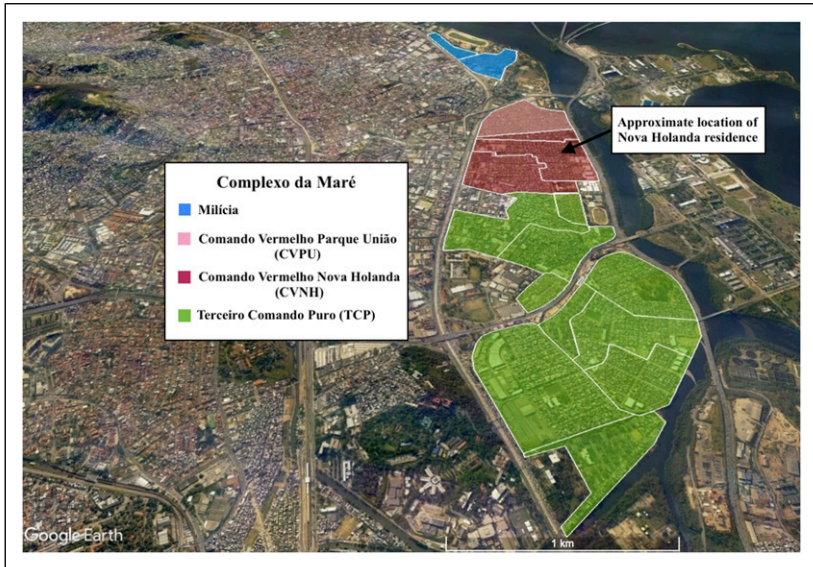 Approximate location of
Nova Holanda residence
Complexo da Maré
Milícia
Comando Vermelho Parque União
(CVPU)
Comando Vermelho Nova Holanda
(CVNH)
Terceiro Comando Puro (TCP)
Google Earth
1 km